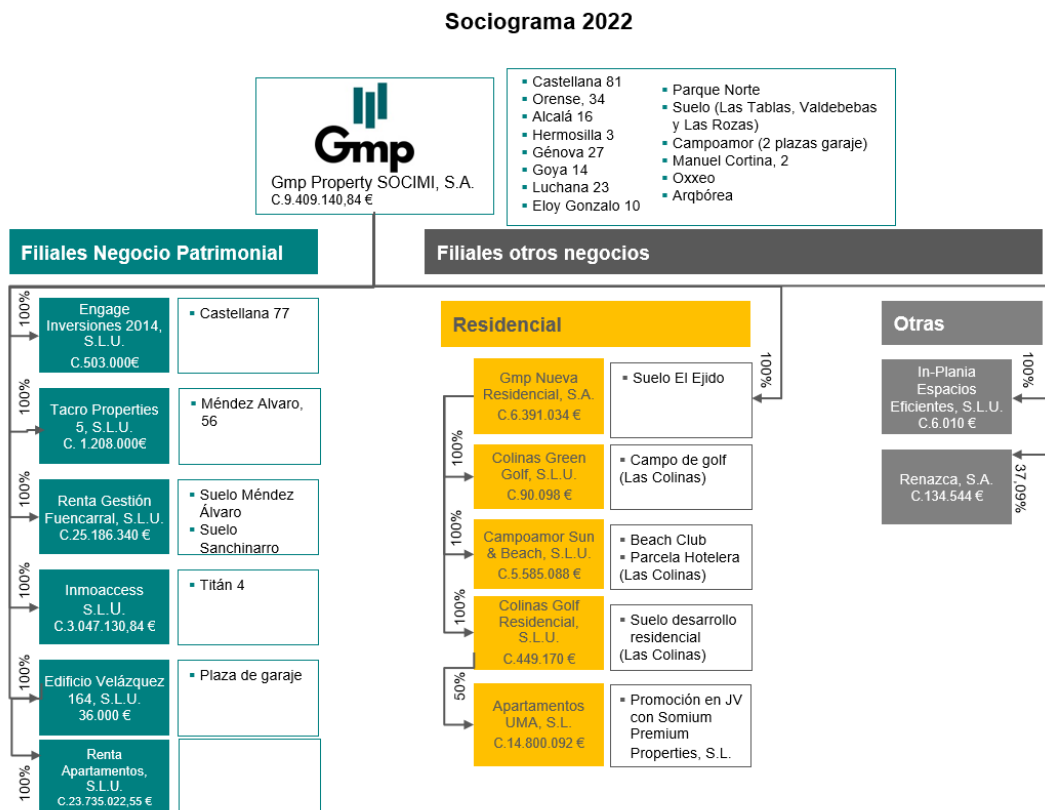 Sociograma 2022
Gmp
Gmp Property SOCIMI, S.A.
C.9.409.140,84 €
▪ Castellana 81
▪ Orense, 34
▪ Alcalá 16
▪ Hermosilla 3
▪ Génova 27
▪ Goya 14
▪ Luchana 23
▪ Eloy Gonzalo 10
▪ Parque Norte
▪ Suelo (Las Tablas, Valdebebas
y Las Rozas)
▪ Campoamor (2 plazas garaje)
▪ Manuel Cortina, 2
▪ Oxxeo
▪ Arqbórea
Filiales Negocio Patrimonial
100%
Engage
Inversiones 2014,
S.L.U.
C.503.000€
▪ Castellana 77
100%
Tacro Properties
5, S.L.U.
C. 1.208.000€
▪ Méndez Alvaro,
56
100%
Renta Gestión
Fuencarral, S.L.U.
C.25.186.340 €
▪ Suelo Méndez
Álvaro
▪ Suelo
Sanchinarro
100%
Inmoaccess
S.L.U.
C.3.047.130,84 €
▪ Titán 4
100%
Edificio Velázquez
164, S.L.U.
36.000 €
▪ Plaza de garaje
100%
Renta
Apartamentos,
S.L.U.
C.23.735.022,55 €
Filiales otros negocios
Residencial
100%
Gmp Nueva
Residencial, S.A.
C.6.391.034 €
▪ Suelo El Ejido
100%
Colinas Green
Golf, S.L.U.
C.90.098 €
▪ Campo de golf
(Las Colinas)
100%
Campoamor Sun
& Beach, S.L.U.
C.5.585.088 €
▪ Beach Club
▪ Parcela Hotelera
(Las Colinas)
100%
Colinas Golf
Residencial,
S.L.U.
C.449.170 €
▪ Suelo desarrollo
residencial
(Las Colinas)
50%
Apartamentos
UMA, S.L.
C.14.800.092 €
▪ Promoción en JV
con Somium
Premium
Properties, S.L.
Otras
100%
In-Plania
Espacios
Eficientes, S.L.U.
C.6.010 €
37,09%
Renazca, S.A.
C.134.544 €